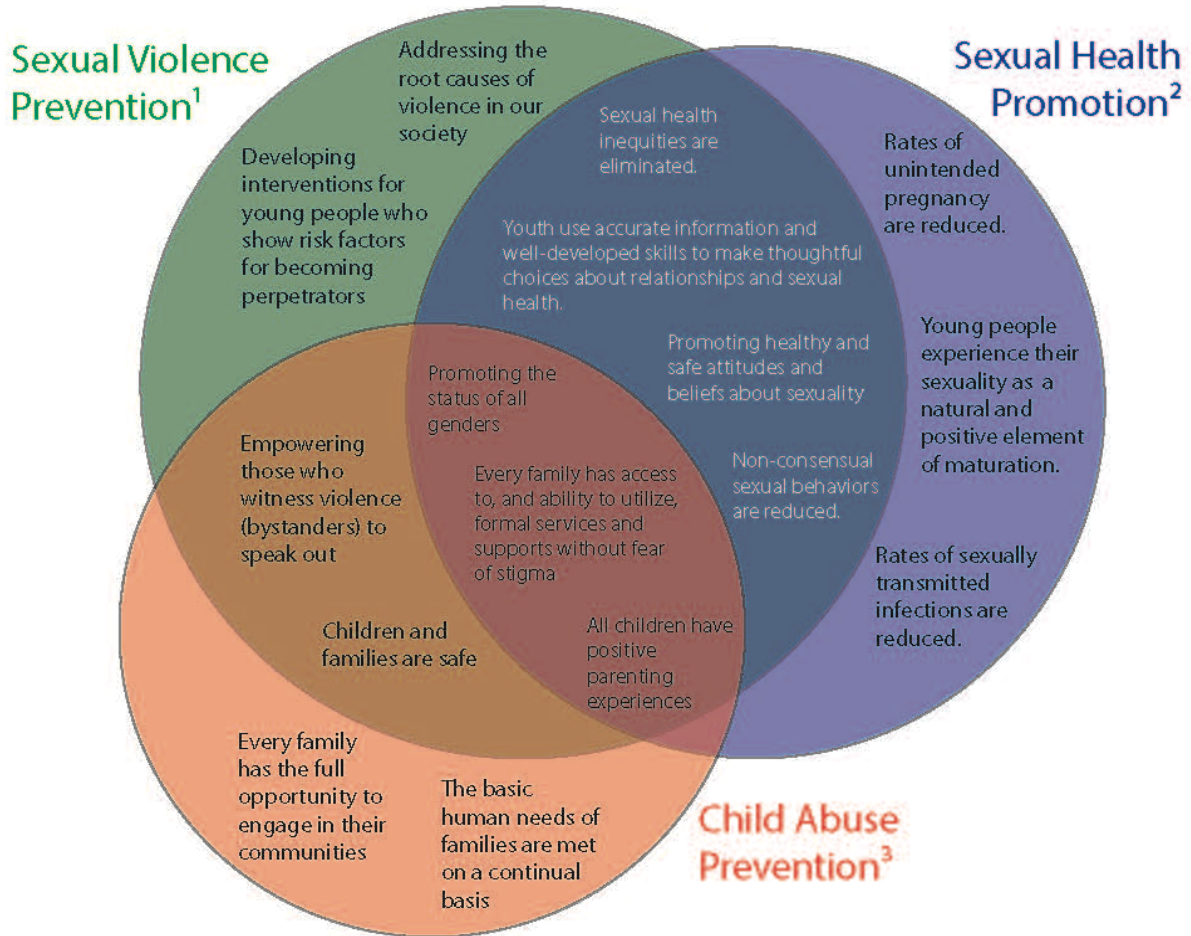 Sexual Violence
Prevention¹
Sexual Health
Promotion²
Addressing the
root causes of
violence in our
society
Developing
interventions for
young people who
show risk factors
for becoming
perpetrators
Sexual health
inequities are
eliminated.
Youth use accurate information and
well-developed skills to make thoughtful
choices about relationships and sexual
health.
Promoting healthy and
safe attitudes and
beliefs about sexuality
Non-consensual
sexual behaviors
are reduced.
Rates of
unintended
pregnancy
are reduced.
Young people
experience their
sexuality as a
natural and
positive element
of maturation.
Rates of sexually
transmitted
infections are
reduced.
Promoting the
status of all
genders
Every family has access
to, and ability to utilize,
formal services and
supports without fear
of stigma
All children have
positive
parenting
experiences
Empowering
those who
witness violence
(bystanders) to
speak out
Children and
families are safe
Every family
has the full
opportunity to
engage in their
communities
The basic
human needs of
families are met
on a continual
basis
Child Abuse
Prevention³